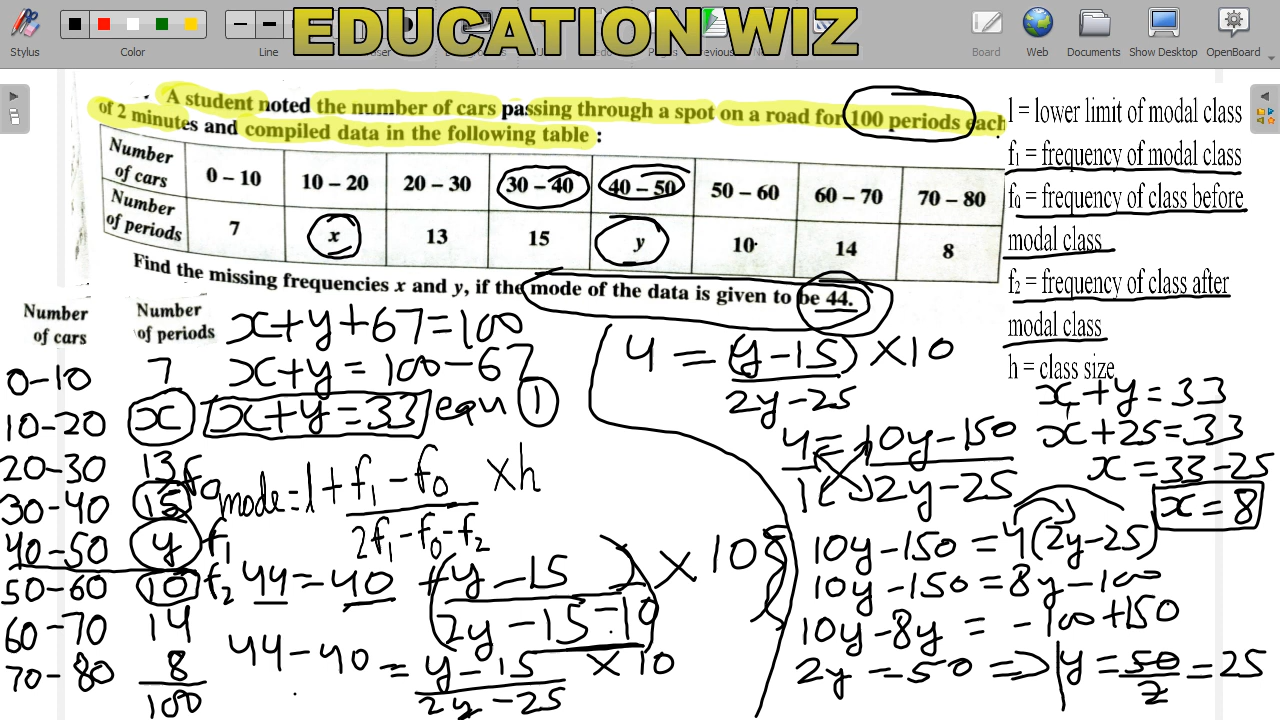 EDUCATION WIZ
Stylus
Color
Line
Board
Web
Documents
Show Desktop
OpenBoard
A student noted the number of cars passing through a spot on a road for 100 periods each
of 2 minutes and compiled data in the following table :
Number of cars 0 – 10 10 – 20 20 – 30 30 – 40 40 – 50 50 – 60 60 – 70 70 – 80
Number of periods 7 x 13 15 y 10 14 8
Find the missing frequencies x and y, if the mode of the data is given to be 44.
l = lower limit of modal class
f₁ = frequency of modal class
f₀ = frequency of class before
modal class
f₂ = frequency of class after
modal class
h = class size
Number of cars Number of periods
0-10 7
10-20 x
20-30 13
30-40 15 f₀
40-50 y f₁
50-60 10 f₂
60-70 14
70-80 8
100
x+y+67=100
x+y = 100-67
x+y=33 equ 1
mode = l + f₁ - f₀ / 2f₁ - f₀ - f₂ × h
44 = 40 + (y - 15 / 2y - 15 - 10) × 10
44-40 = y-15 / 2y-25 × 10
4 = (y-15) / 2y-25 × 10
4/1 = 10y-150 / 2y-25
10y-150 = 4(2y-25)
10y-150 = 8y-100
10y-8y = -100+150
2y = 50 => y = 50/2 = 25
x+y=33
x+25=33
x=33-25
x=8